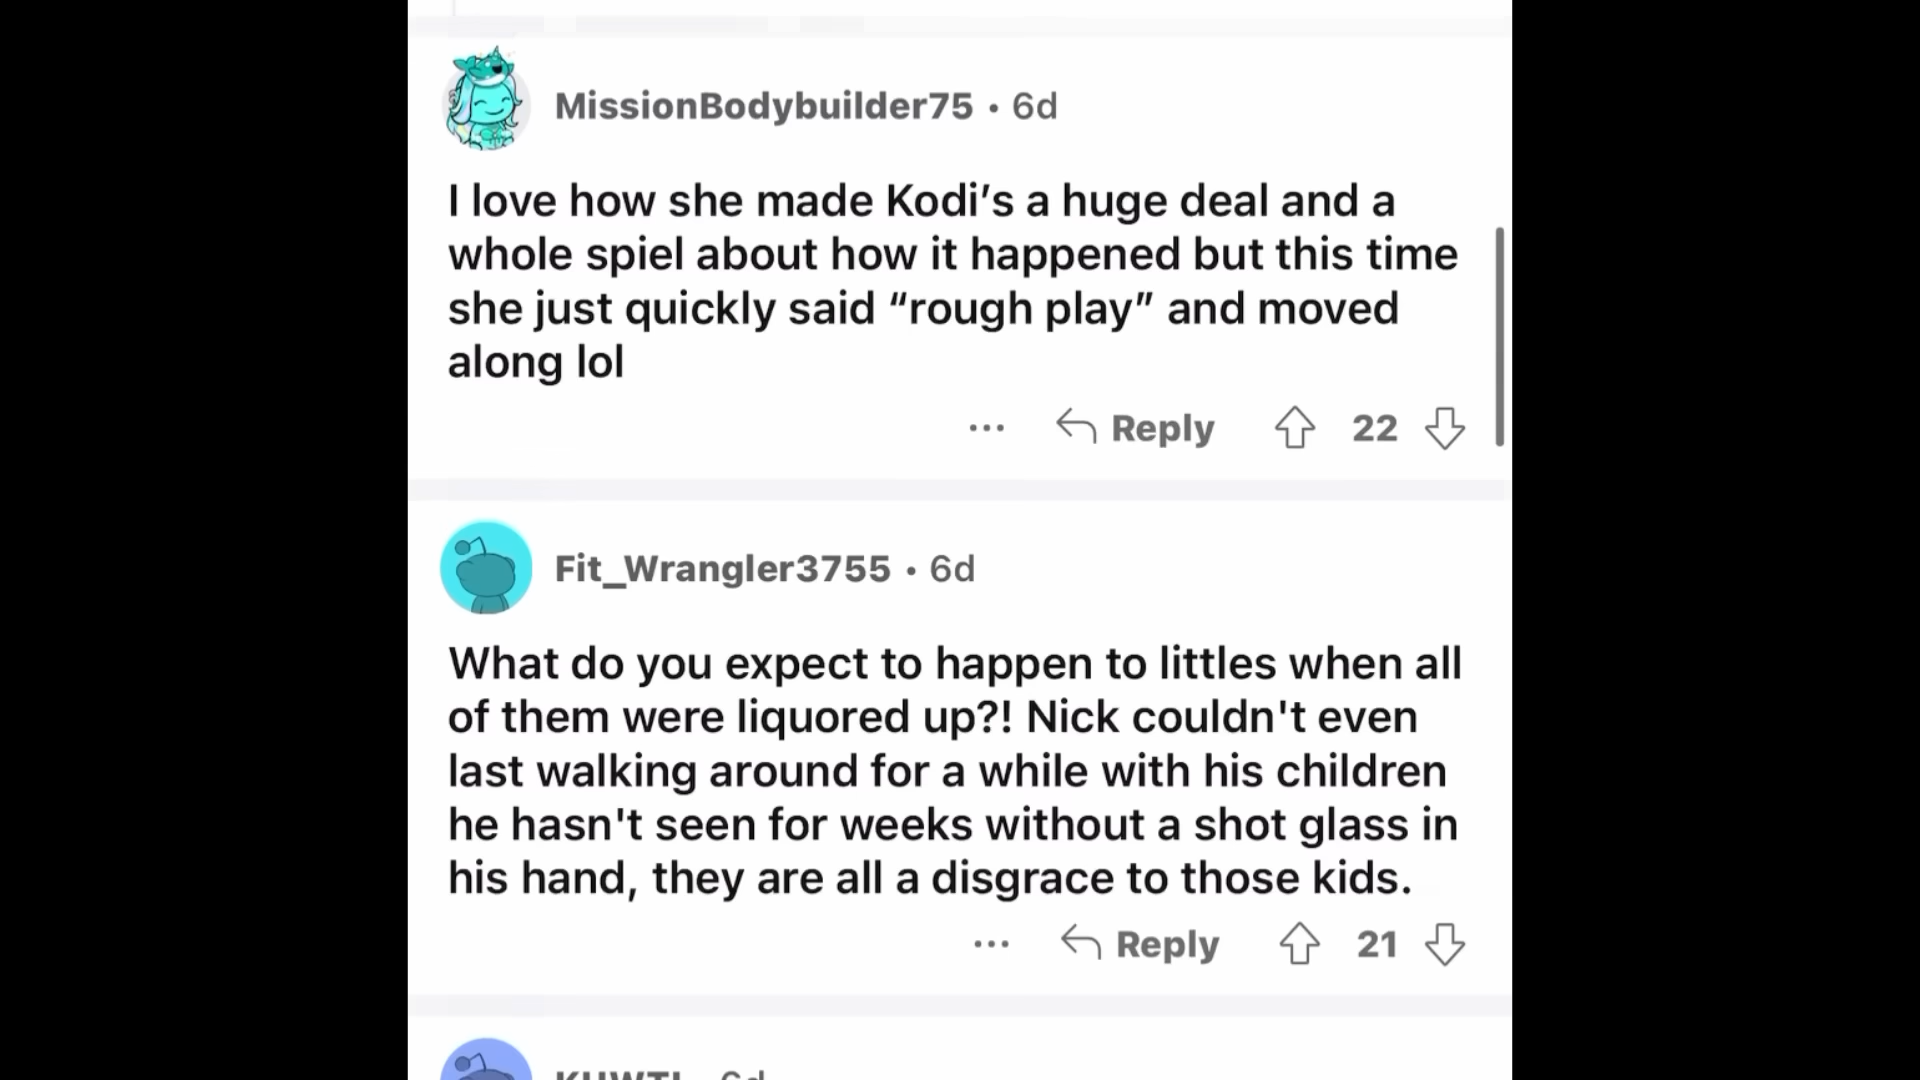 MissionBodybuilder75 • 6d
I love how she made Kodi’s a huge deal and a
whole spiel about how it happened but this time
she just quickly said “rough play” and moved
along lol
... Reply 22
Fit_Wrangler3755 • 6d
What do you expect to happen to littles when all
of them were liquored up?! Nick couldn't even
last walking around for a while with his children
he hasn't seen for weeks without a shot glass in
his hand, they are all a disgrace to those kids.
... Reply 21